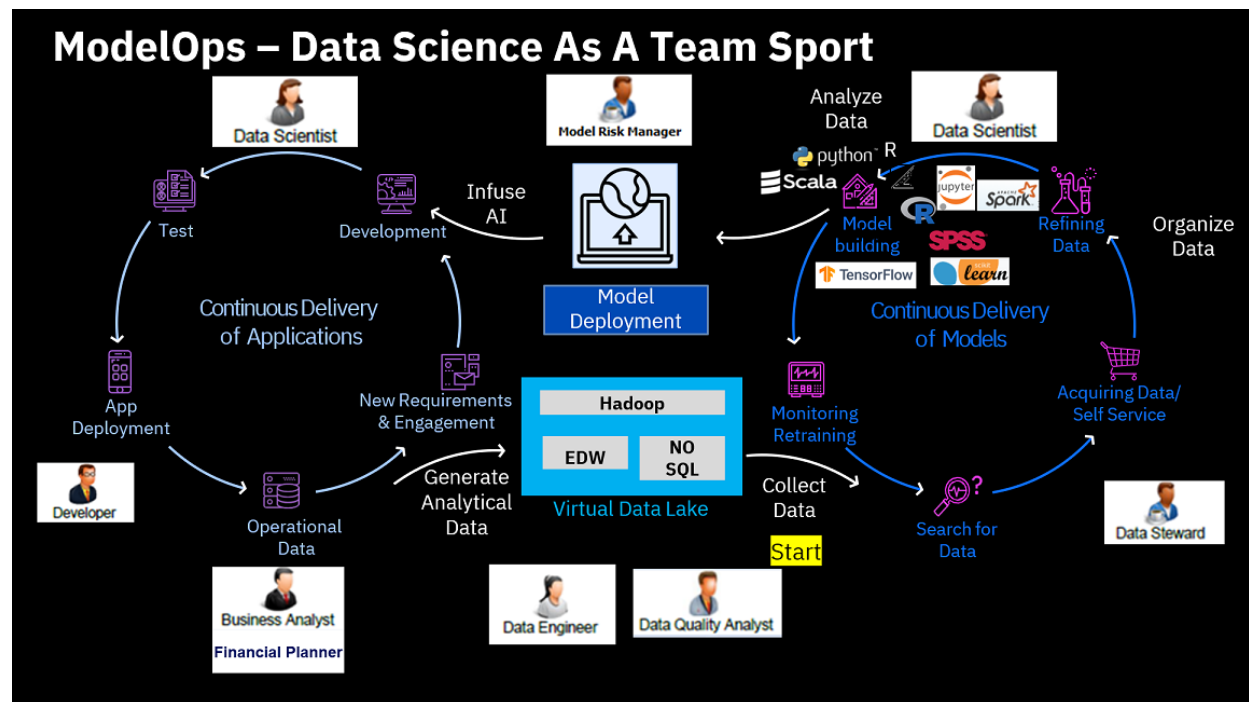 ModelOps – Data Science As A Team Sport
Data Scientist
Model Risk Manager
Analyze
Data
Data Scientist
python™
R
Scala
R
jupyter
APACHE
Spark
SPSS
TensorFlow
learn
Test
Development
Infuse
AI
Model
building
Refining
Data
Organize
Data
Continuous Delivery
of Applications
Model
Deployment
Continuous Delivery
of Models
App
Deployment
New Requirements
& Engagement
Hadoop
EDW
NO
SQL
Virtual Data Lake
Monitoring
Retraining
Acquiring Data/
Self Service
Developer
Operational
Data
Generate
Analytical
Data
Collect
Data
Start
?
Search for
Data
Data Steward
Business Analyst
Financial Planner
Data Engineer
Data Quality Analyst